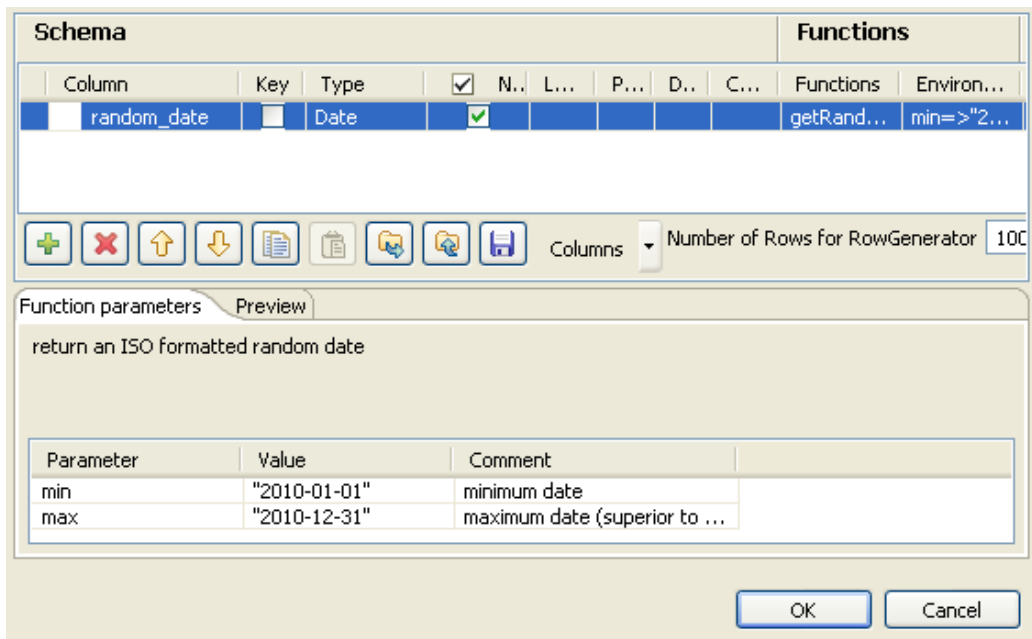 Schema Functions
Column Key Type N.. L... P... D.. C... Functions Environ...
random_date Date getRand... min=>"2...
Columns Number of Rows for RowGenerator 100
Function parameters Preview
return an ISO formatted random date
Parameter Value Comment
min "2010-01-01" minimum date
max "2010-12-31" maximum date (superior to ...
OK Cancel